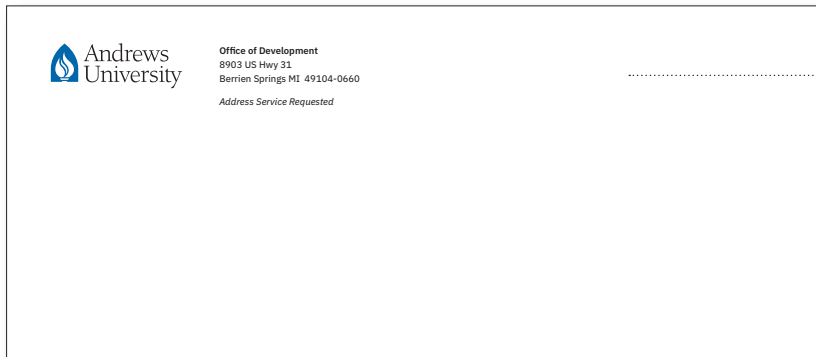 Andrews
University
Office of Development
8903 US Hwy 31
Berrien Springs MI 49104-0660
Address Service Requested